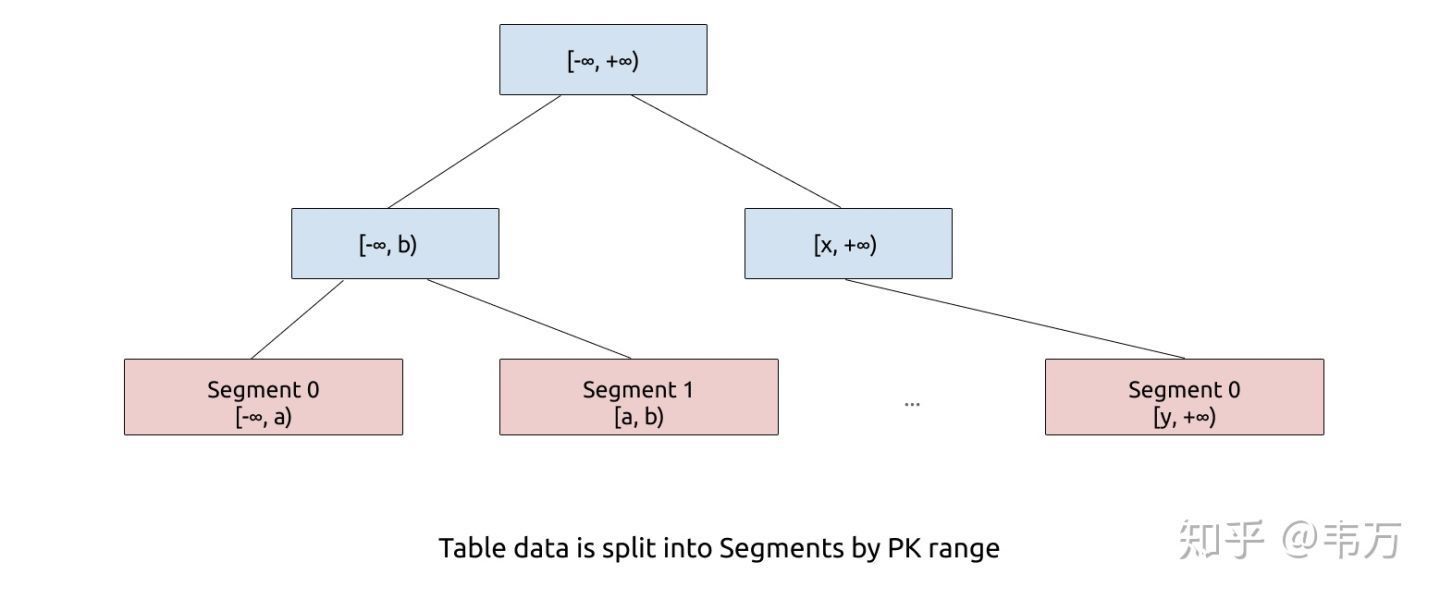 [-∞, +∞)
[-∞, b)
[x, +∞)
Segment 0
[-∞, a)
Segment 1
[a, b)
...
Segment 0
[y, +∞)
Table data is split into Segments by PK range
知乎 @韦万